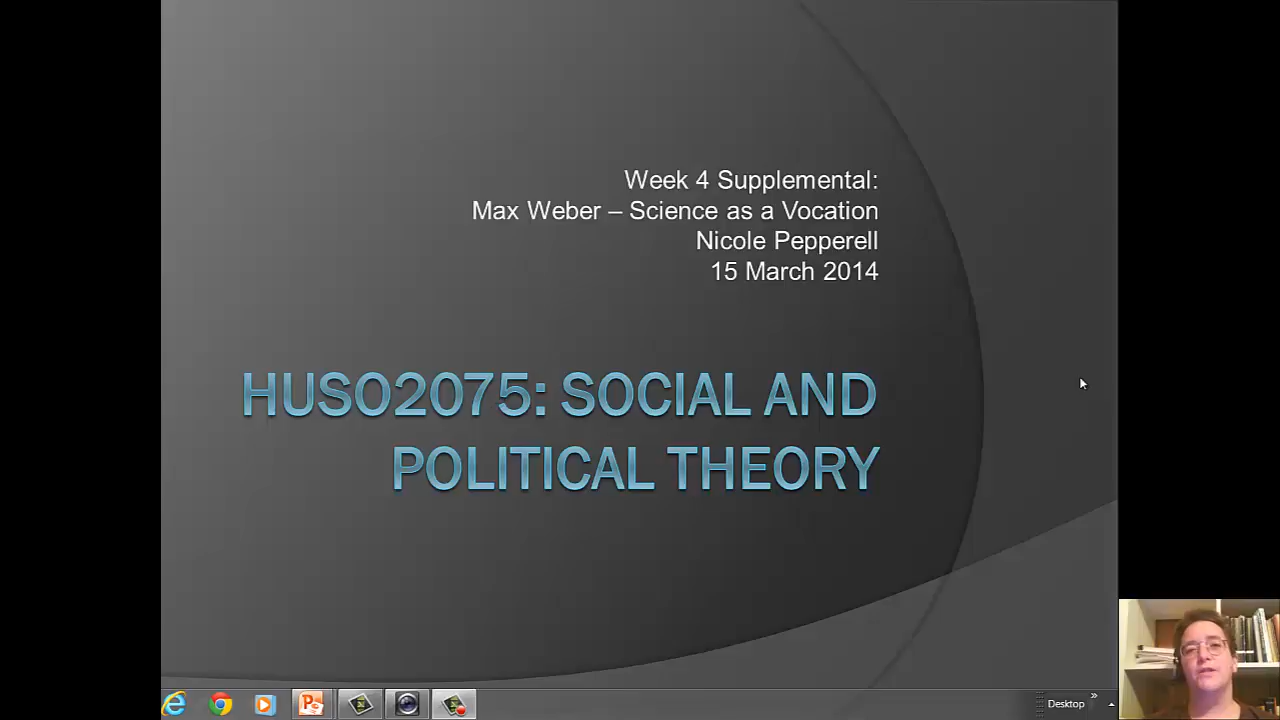 Week 4 Supplemental:
Max Weber – Science as a Vocation
Nicole Pepperell
15 March 2014
HUSO2075: SOCIAL AND
POLITICAL THEORY
Desktop